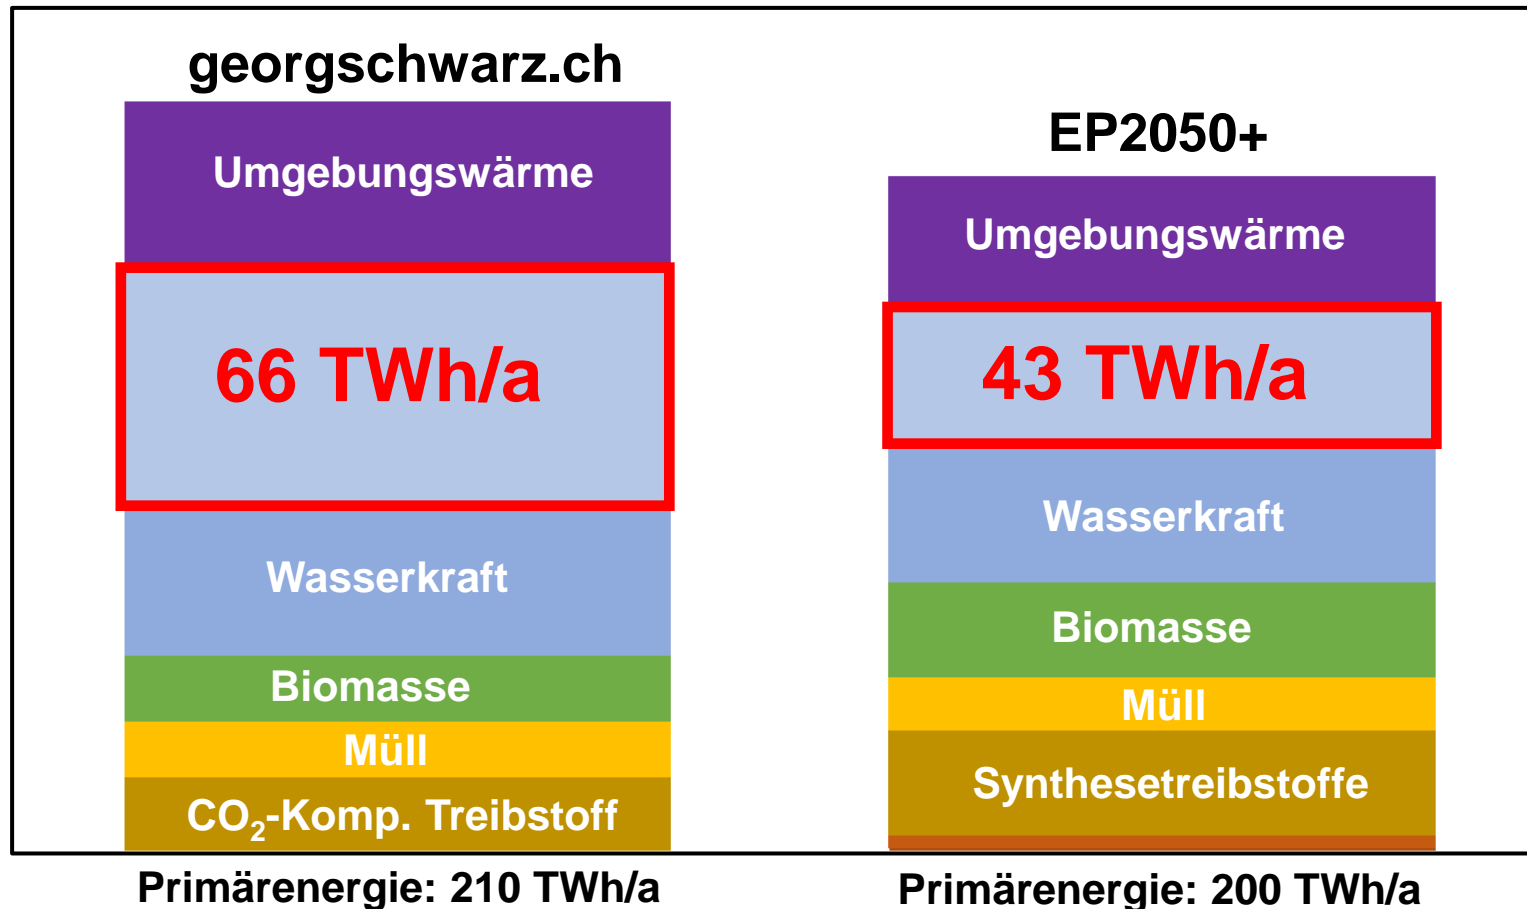 georgschwarz.ch
Umgebungswärme
66 TWh/a
Wasserkraft
Biomasse
Müll
CO₂-Komp. Treibstoff
Primärenergie: 210 TWh/a
EP2050+
Umgebungswärme
43 TWh/a
Wasserkraft
Biomasse
Müll
Synthesetreibstoffe
Primärenergie: 200 TWh/a